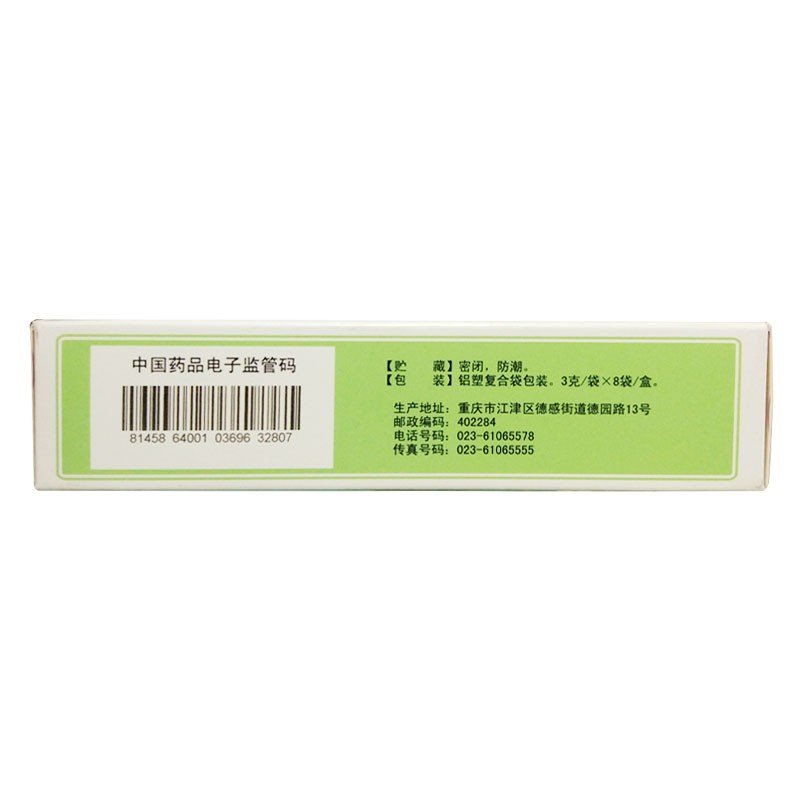 中国药品电子监管码
81458 64001 03696 32807
【贮 藏】密闭，防潮。
【包 装】铝塑复合袋包装。3克/袋×8袋/盒。
生产地址：重庆市江津区德感街道德园路13号
邮政编码：402284
电话号码：023-61065578
传真号码：023-61065555